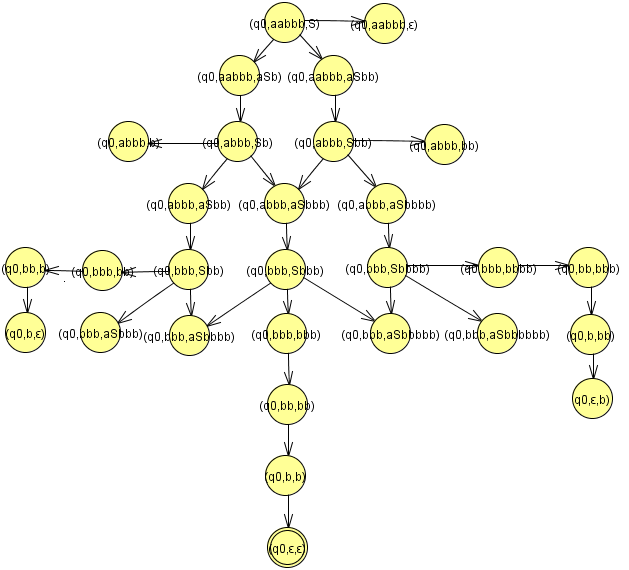 (q0,aabbb,S)
(q0,aabbb,ε)
(q0,aabbb,aSb)
(q0,aabbb,aSbb)
(q0,abbb,b)
(q0,abbb,Sb)
(q0,abbb,Sbb)
(q0,abbb,bb)
(q0,abbb,aSbb)
(q0,abbb,aSbbb)
(q0,abbb,aSbbbb)
(q0,bb,b)
(q0,bbb,bb)
(q0,bbb,Sbb)
(q0,bbb,Sbbb)
(q0,bbb,Sbbbb)
(q0,bbb,bbbb)
(q0,bb,bbb)
(q0,b,ε)
(q0,bbb,aSbbb)
(q0,bbb,aSbbbb)
(q0,bbb,bbb)
(q0,bbb,aSbbbbb)
(q0,bbb,aSbbbbbb)
(q0,b,bb)
(q0,ε,b)
(q0,bb,bb)
(q0,b,b)
(q0,ε,ε)